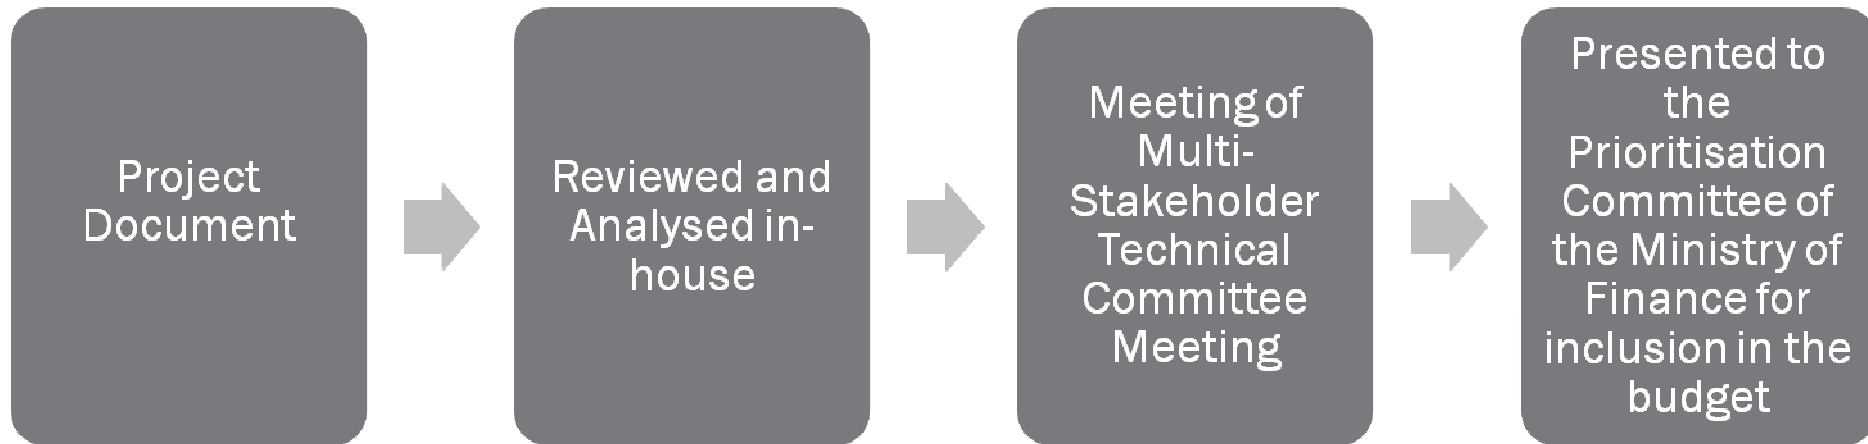 Project
Document
Reviewed and
Analysed in-
house
Meeting of
Multi-
Stakeholder
Technical
Committee
Meeting
Presented to
the
Prioritisation
Committee of
the Ministry of
Finance for
inclusion in the
budget